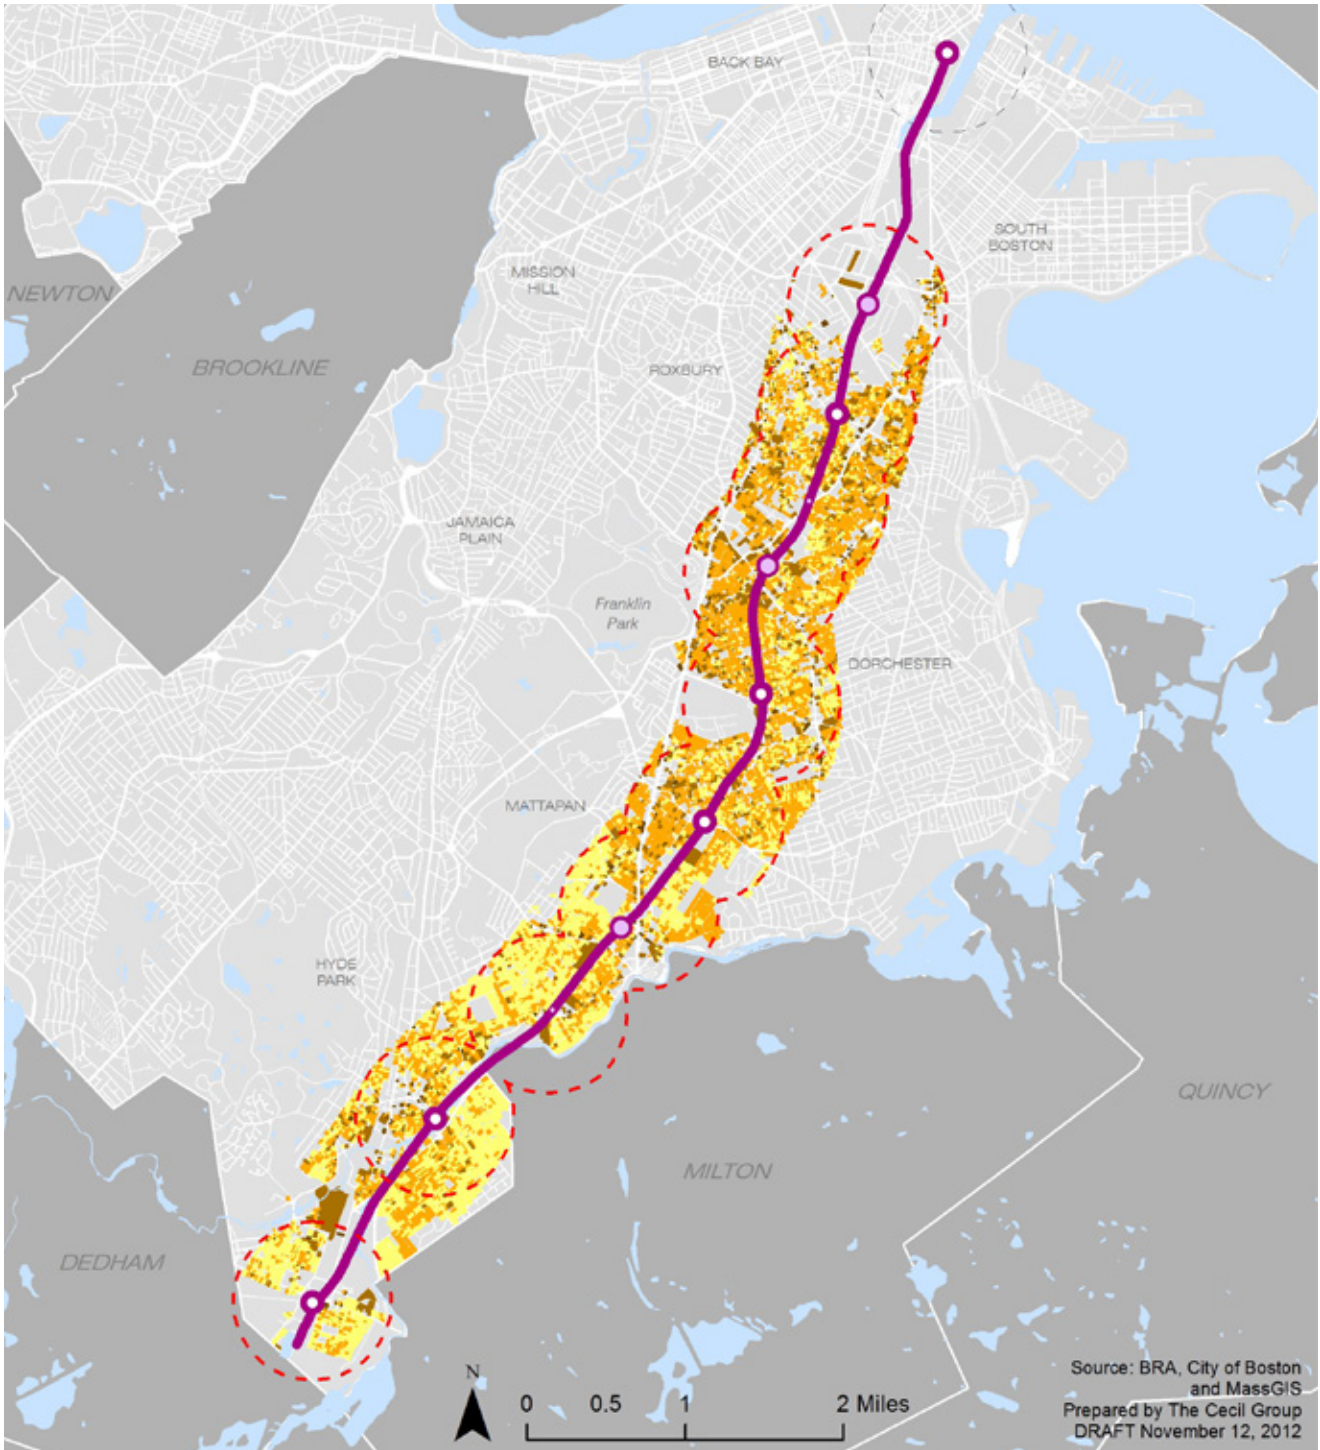 BACK BAY
SOUTH
BOSTON
MISSION
HILL
NEWTON
BROOKLINE
ROXBURY
JAMAICA
PLAIN
Franklin
Park
DORCHESTER
MATTAPAN
HYDE
PARK
QUINCY
MILTON
DEDHAM
N
0 0.5 1 2 Miles
Source: BRA, City of Boston
and MassGIS
Prepared by The Cecil Group
DRAFT November 12, 2012